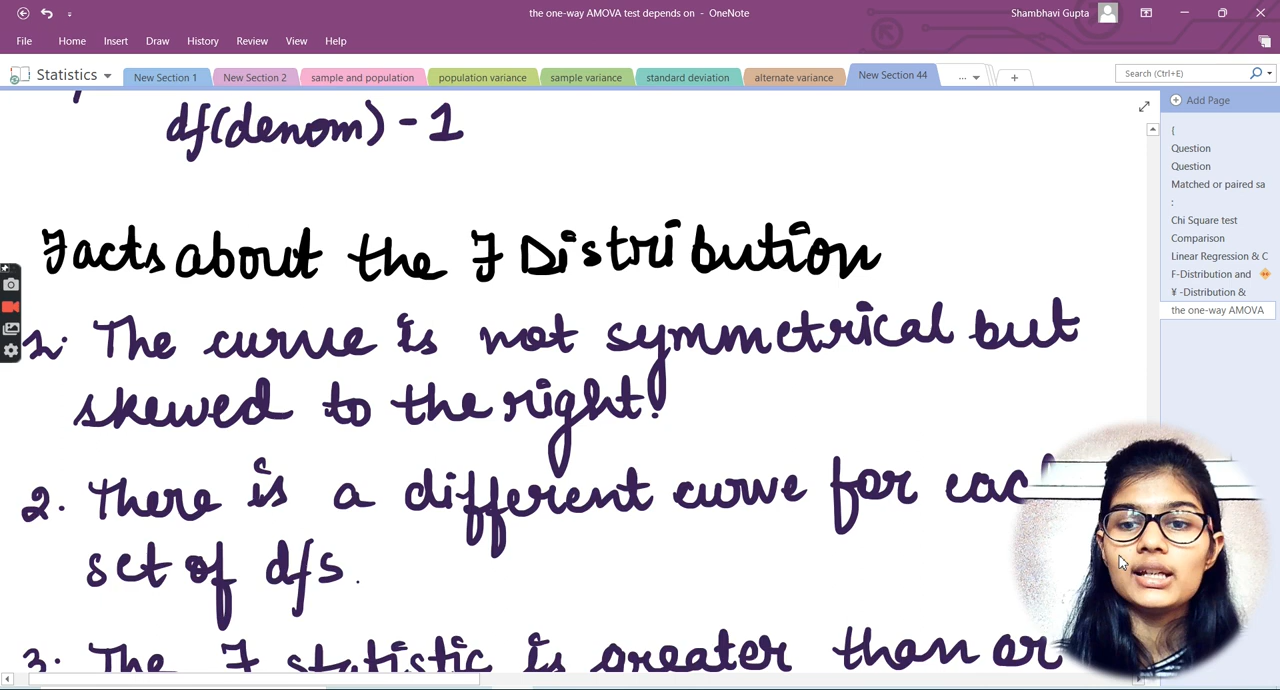 the one-way AMOVA test depends on - OneNote
Shambhavi Gupta
File Home Insert Draw History Review View Help
Statistics
New Section 1
New Section 2
sample and population
population variance
sample variance
standard deviation
alternate variance
New Section 44
...
Search (Ctrl+E)
Add Page
{
Question
Question
Matched or paired sa
:
Chi Square test
Comparison
Linear Regression & C
F-Distribution and
¥ -Distribution &
the one-way AMOVA
df(denom) - 1
Facts about the F Distribution
1. The curve is not symmetrical but
skewed to the right.
2. There is a different curve for
set of dfs.
3. The F statistic is greater than or